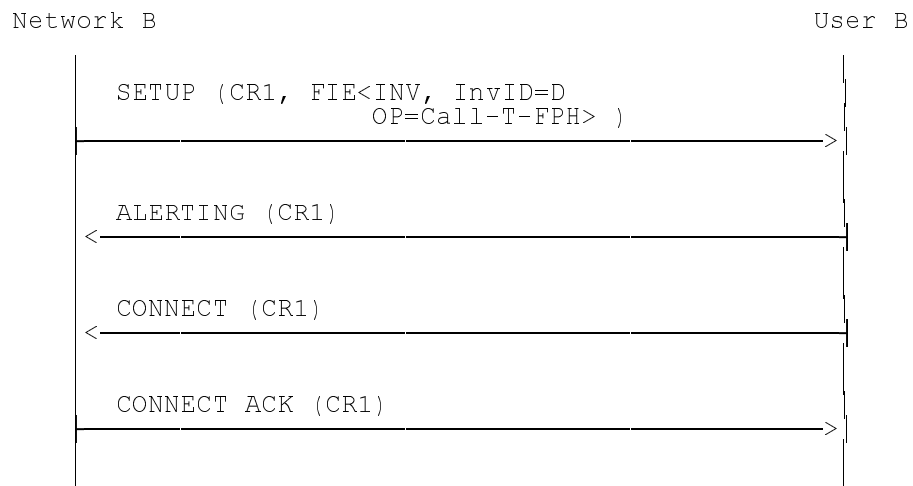 Network B User B
SETUP (CR1, FIE<INV, InvID=D
OP=Call-T-FPH> )
ALERTING (CR1)
CONNECT (CR1)
CONNECT ACK (CR1)